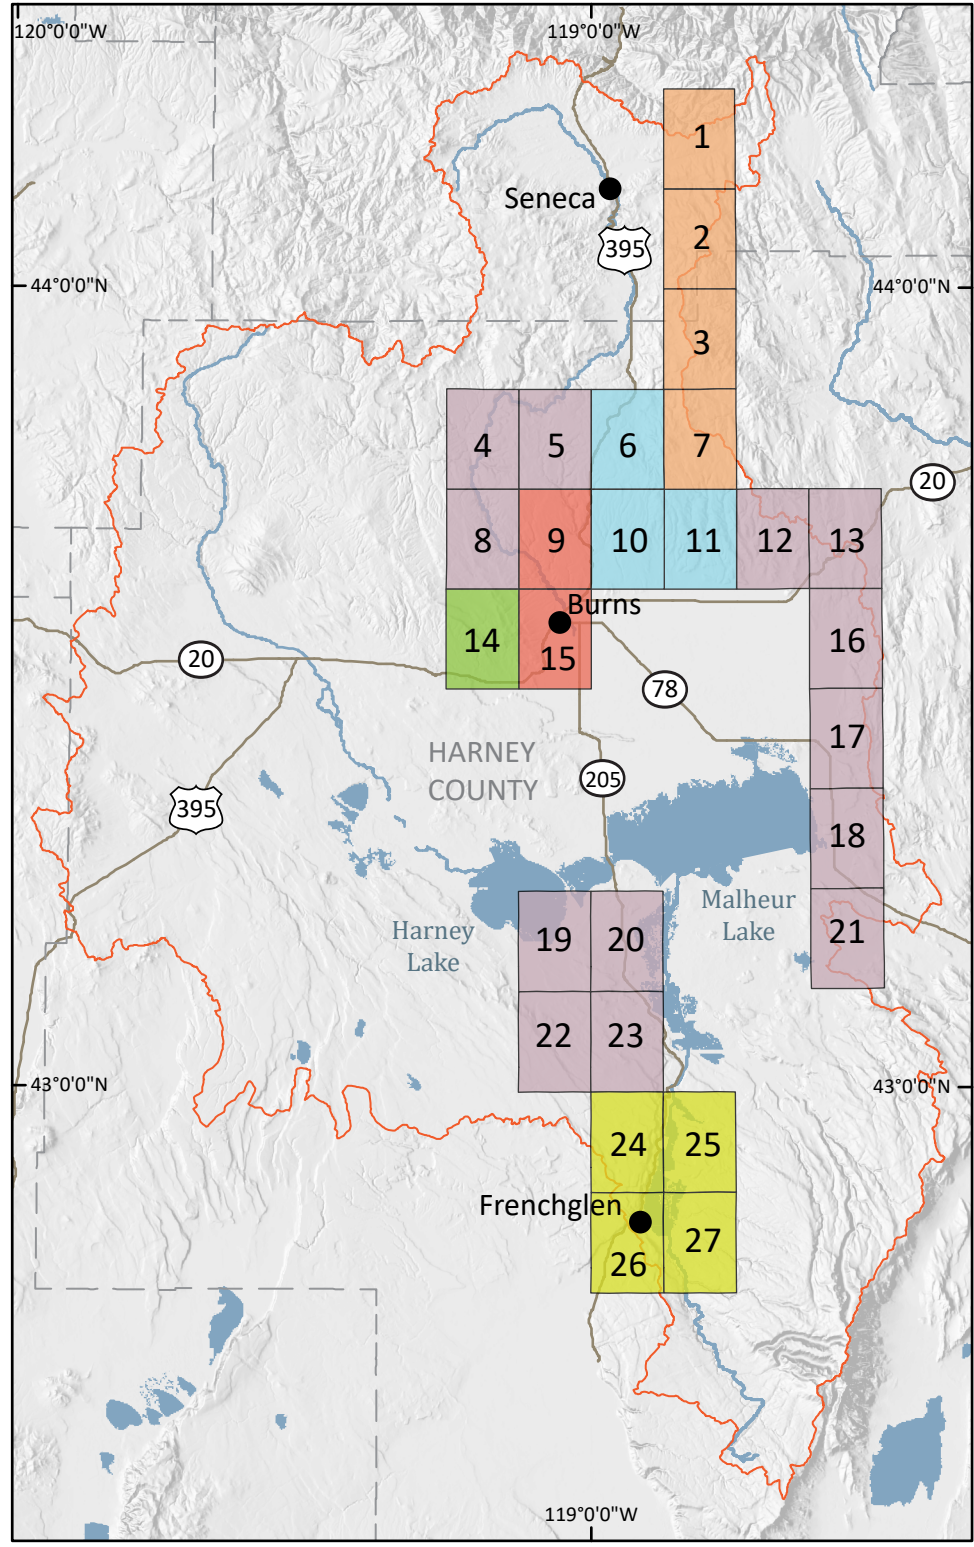 120°0'0"W
119°0'0"W
1
Seneca
2
395
44°0'0"N
44°0'0"N
3
4
5
6
7
20
8
9
10
11
12
13
Burns
14
15
16
20
78
HARNEY
COUNTY
17
205
395
18
Malheur
Lake
Harney
Lake
19
20
21
22
23
43°0'0"N
43°0'0"N
24
25
Frenchglen
26
27
119°0'0"W